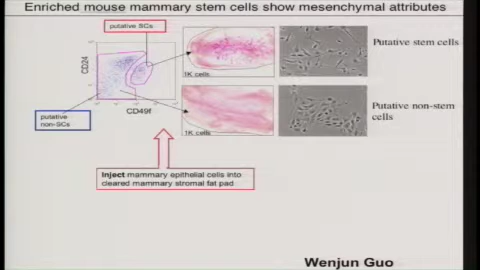 Enriched mouse mammary stem cells show mesenchymal attributes
putative SCs
CD24
1K cells
Putative stem cells
putative
non-SCs
CD49f
1K cells
Putative non-stem
cells
Inject mammary epithelial cells into
cleared mammary stromal fat pad
Wenjun Guo